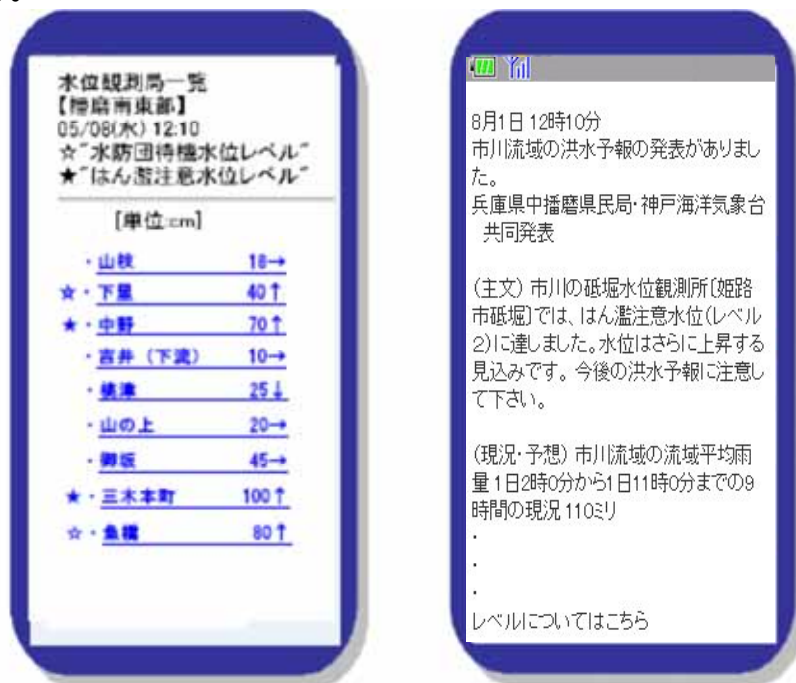 水位観測局一覧
【播磨南東部】
05/08(水) 12:10
☆"水防団待機水位レベル"
★"はん濫注意水位レベル"
[単位:cm]
・山枝 18→
☆・下里 40↑
★・中野 70↑
・吉井（下流） 10→
25↓
・山の上 20→
・御坂 45→
★・三木本町 100↑
☆・魚橋 80↑
8月1日 12時10分
市川流域の洪水予報の発表がありまし
た。
兵庫県中播磨県民局・神戸海洋気象台
共同発表
(主文) 市川の砥堀水位観測所〔姫路
市砥堀〕では、はん濫注意水位(レベル
2)に達しました。水位はさらに上昇する
見込みです。今後の洪水予報に注意し
て下さい。
(現況・予想) 市川流域の流域平均雨
量 1日2時0分から1日11時0分までの9
時間の現況 110ミリ
・
・
・
レベルについてはこちら